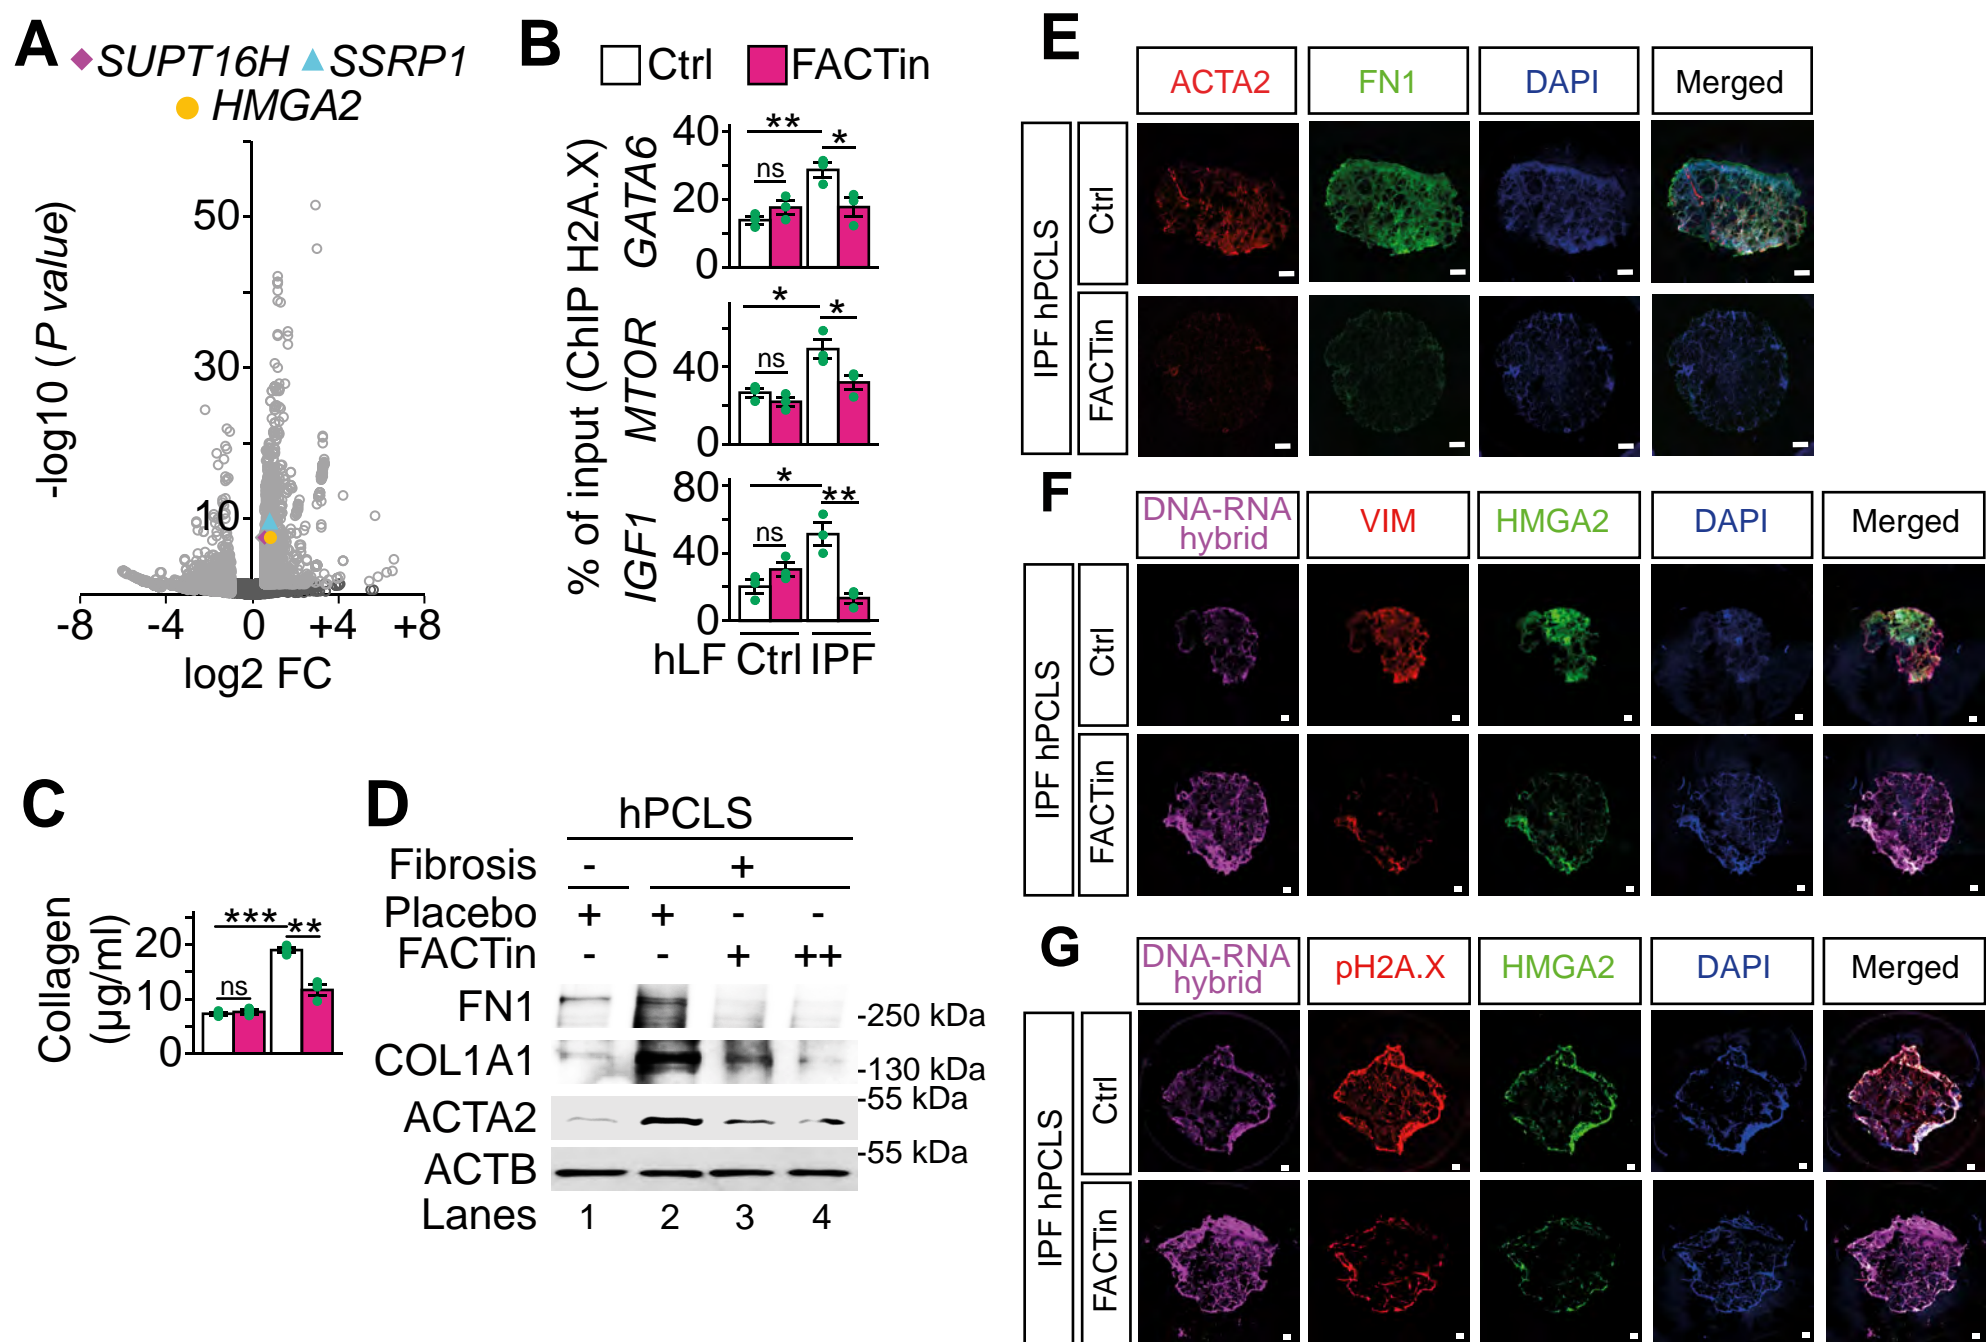 A
SUPT16H SSRP1
HMGA2
-log10 (P value)
50
30
10
-8 -4 0 +4 +8
log2 FC
B
Ctrl FACTin
% of input (ChIP H2A.X)
GATA6
40
20
0
** *
ns
MTOR
40
0
* *
ns
IGF1
80
40
0
* **
ns
hLF Ctrl IPF
C
Collagen
(µg/ml)
20
10
0
*** **
ns
D
hPCLS
Fibrosis - +
Placebo + + - -
FACTin - - + ++
FN1 -250 kDa
COL1A1 -130 kDa
ACTA2 -55 kDa
ACTB -55 kDa
Lanes 1 2 3 4
E
ACTA2 FN1 DAPI Merged
IPF hPCLS
Ctrl
FACTin
F
DNA-RNA
hybrid
VIM HMGA2 DAPI Merged
IPF hPCLS
Ctrl
FACTin
G
DNA-RNA
hybrid
pH2A.X HMGA2 DAPI Merged
IPF hPCLS
Ctrl
FACTin